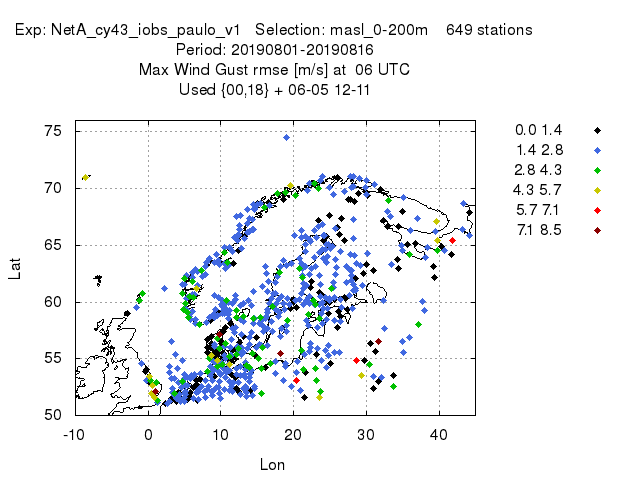 Exp: NetA_cy43_iobs_paulo_v1 Selection: masl_0-200m 649 stations
Period: 20190801-20190816
Max Wind Gust rmse [m/s] at 06 UTC
Used {00,18} + 06-05 12-11
75
70
65
60
55
50
Lat
-10 0 10 20 30 40
Lon
0.0 1.4
1.4 2.8
2.8 4.3
4.3 5.7
5.7 7.1
7.1 8.5